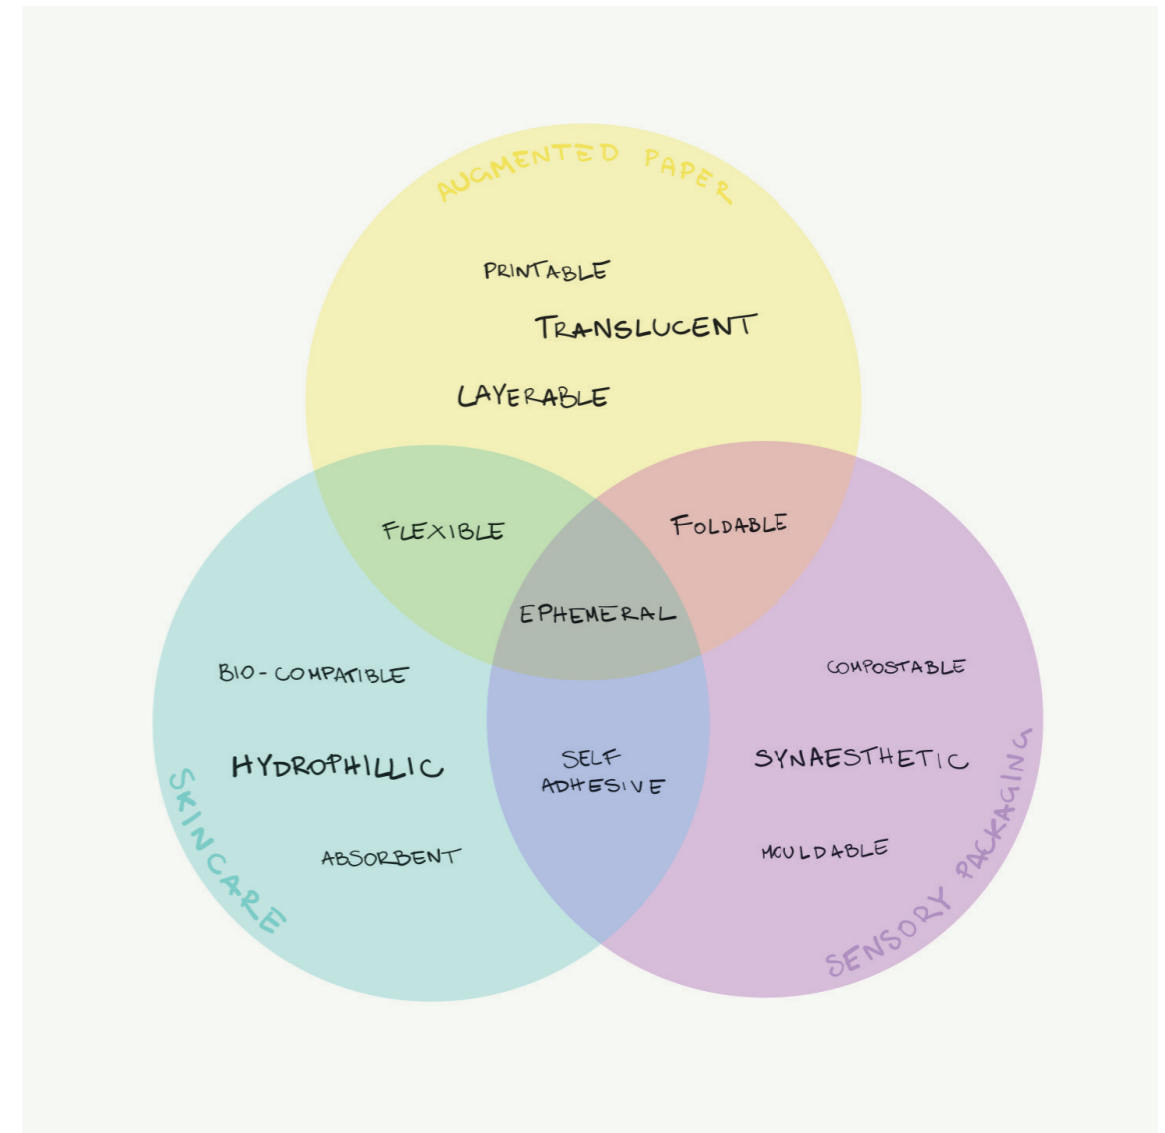 AUGMENTED PAPER
PRINTABLE
TRANSLUCENT
LAYERABLE
FLEXIBLE
FOLDABLE
EPHEMERAL
BIO-COMPATIBLE
HYDROPHILLIC
ABSORBENT
SKINCARE
SELF
ADHESIVE
COMPOSTABLE
SYNAESTHETIC
MOULDABLE
SENSORY PACKAGING